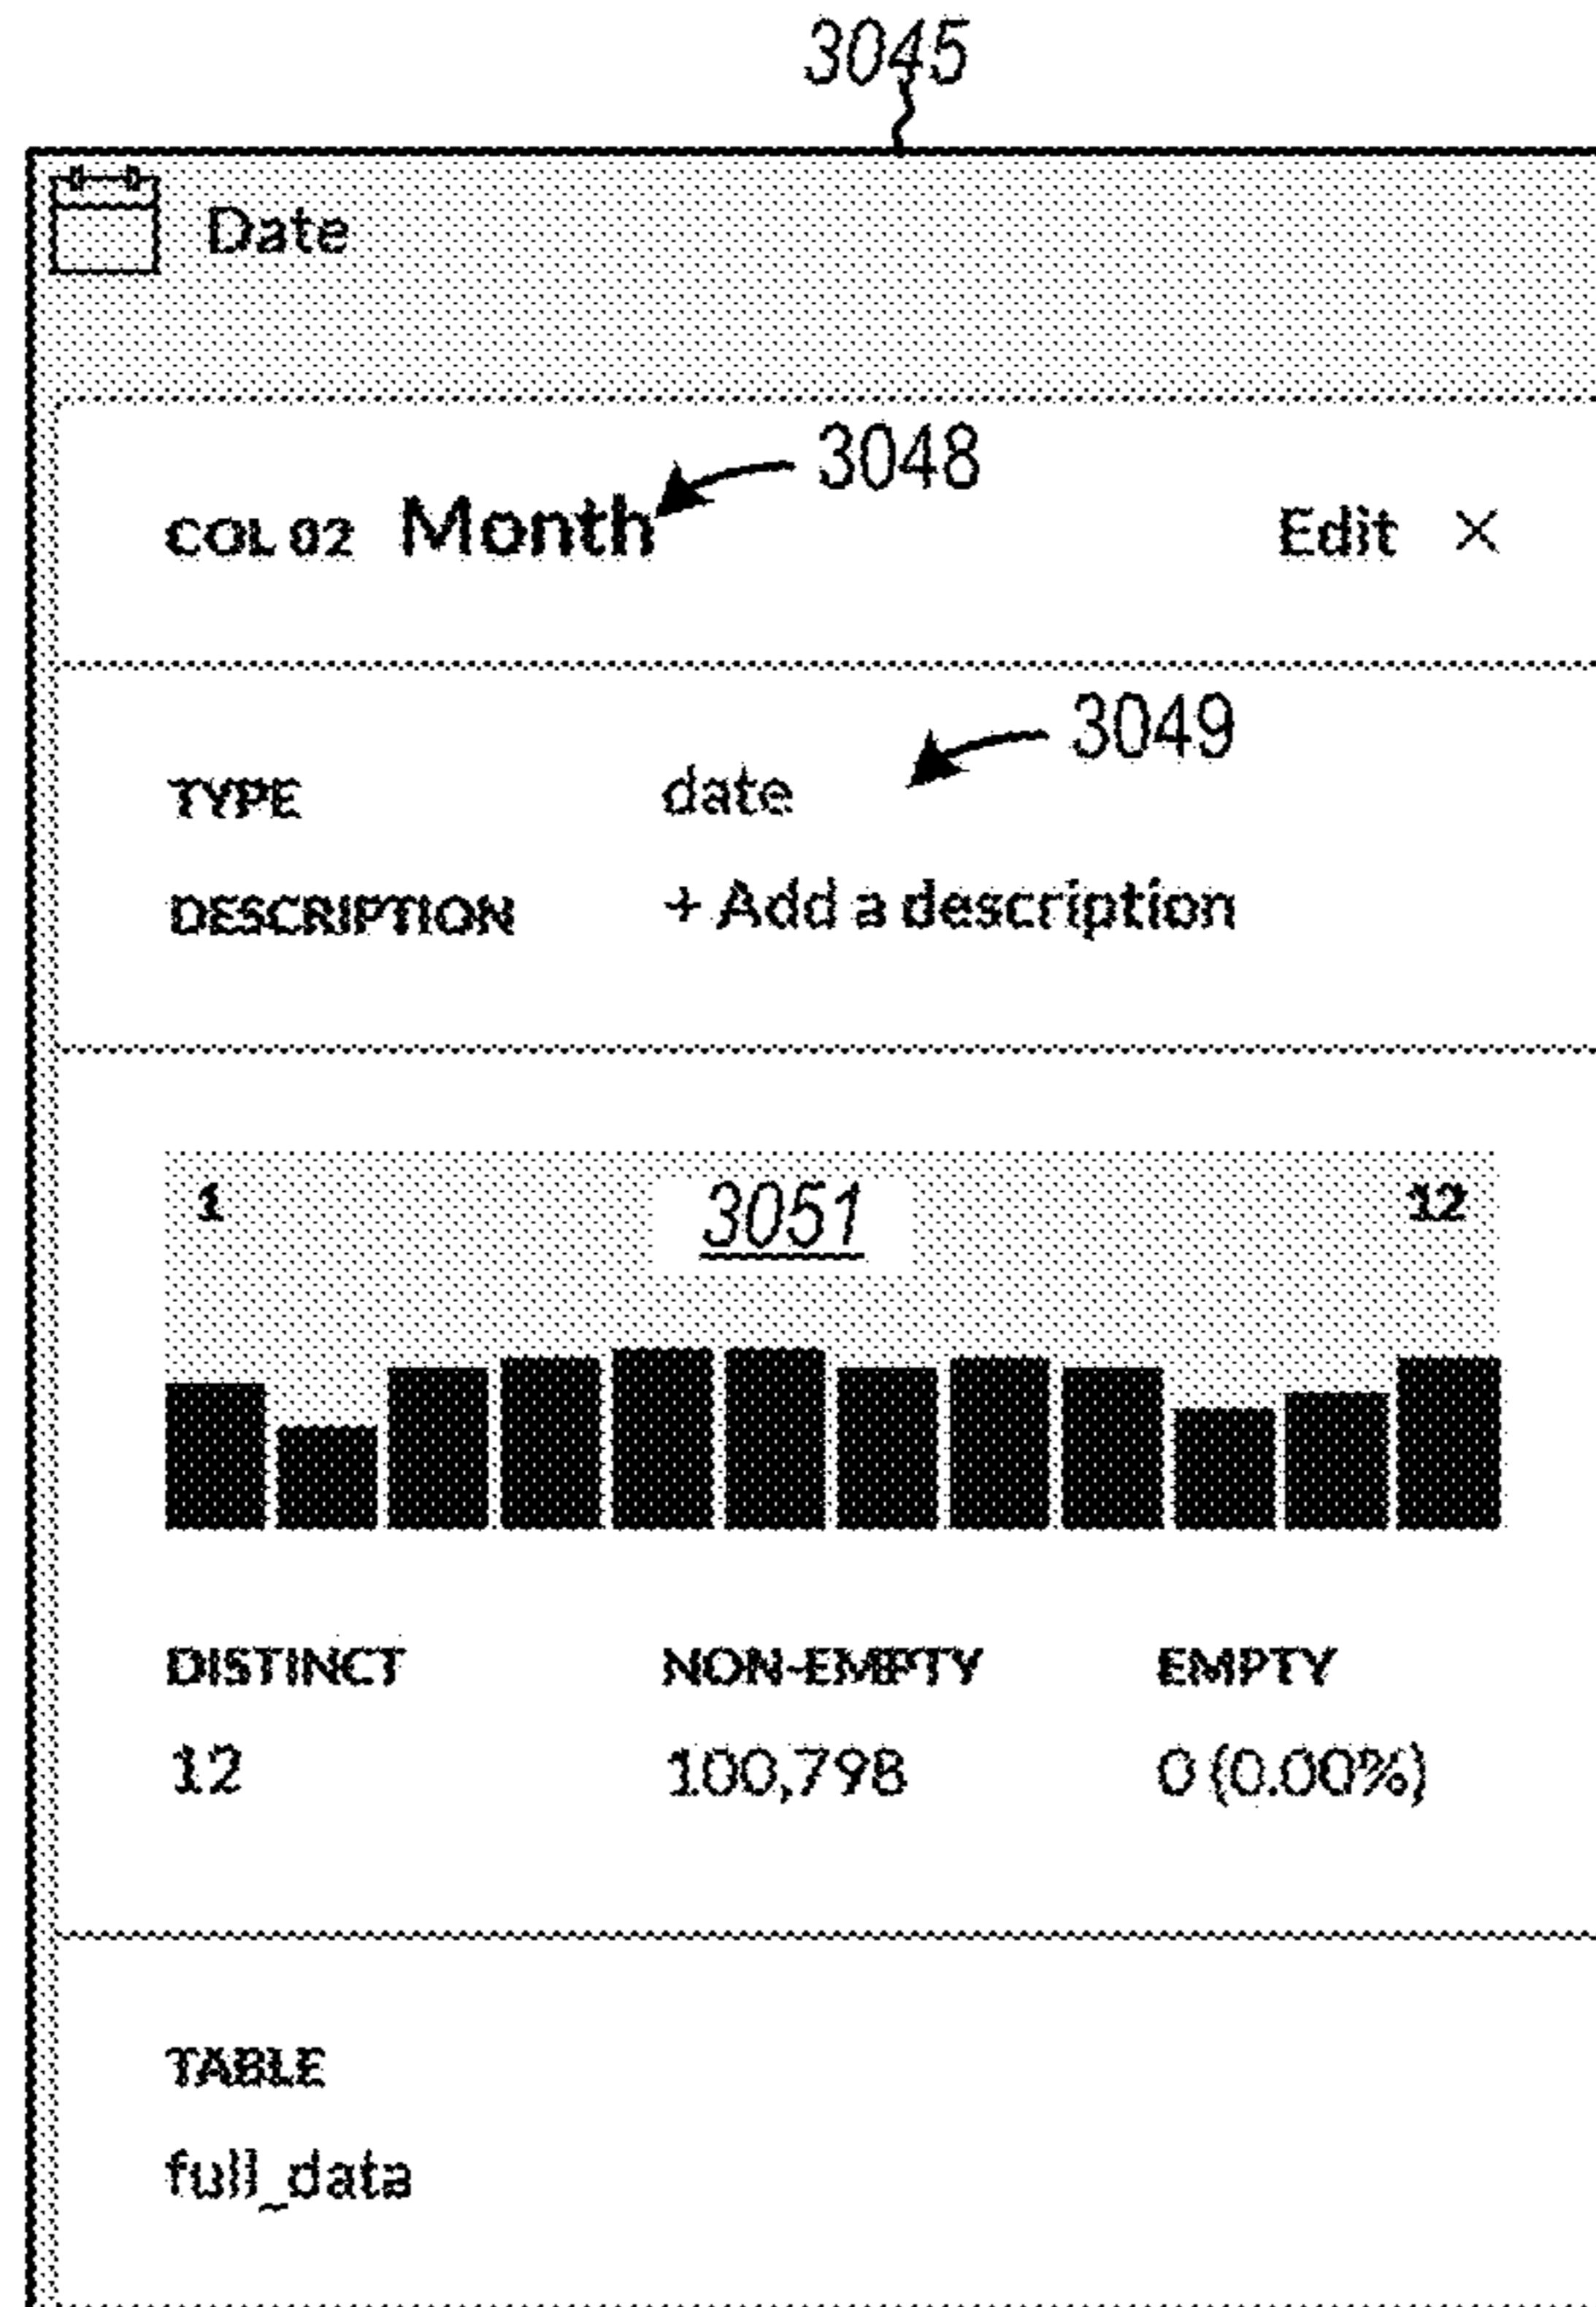 3045
Date
3048
COL 02 Month Edit ×
3049
TYPE date
DESCRIPTION + Add a description
1 3051 12
DISTINCT NON-EMPTY EMPTY
12 100,798 0 (0.00%)
TABLE
full_data